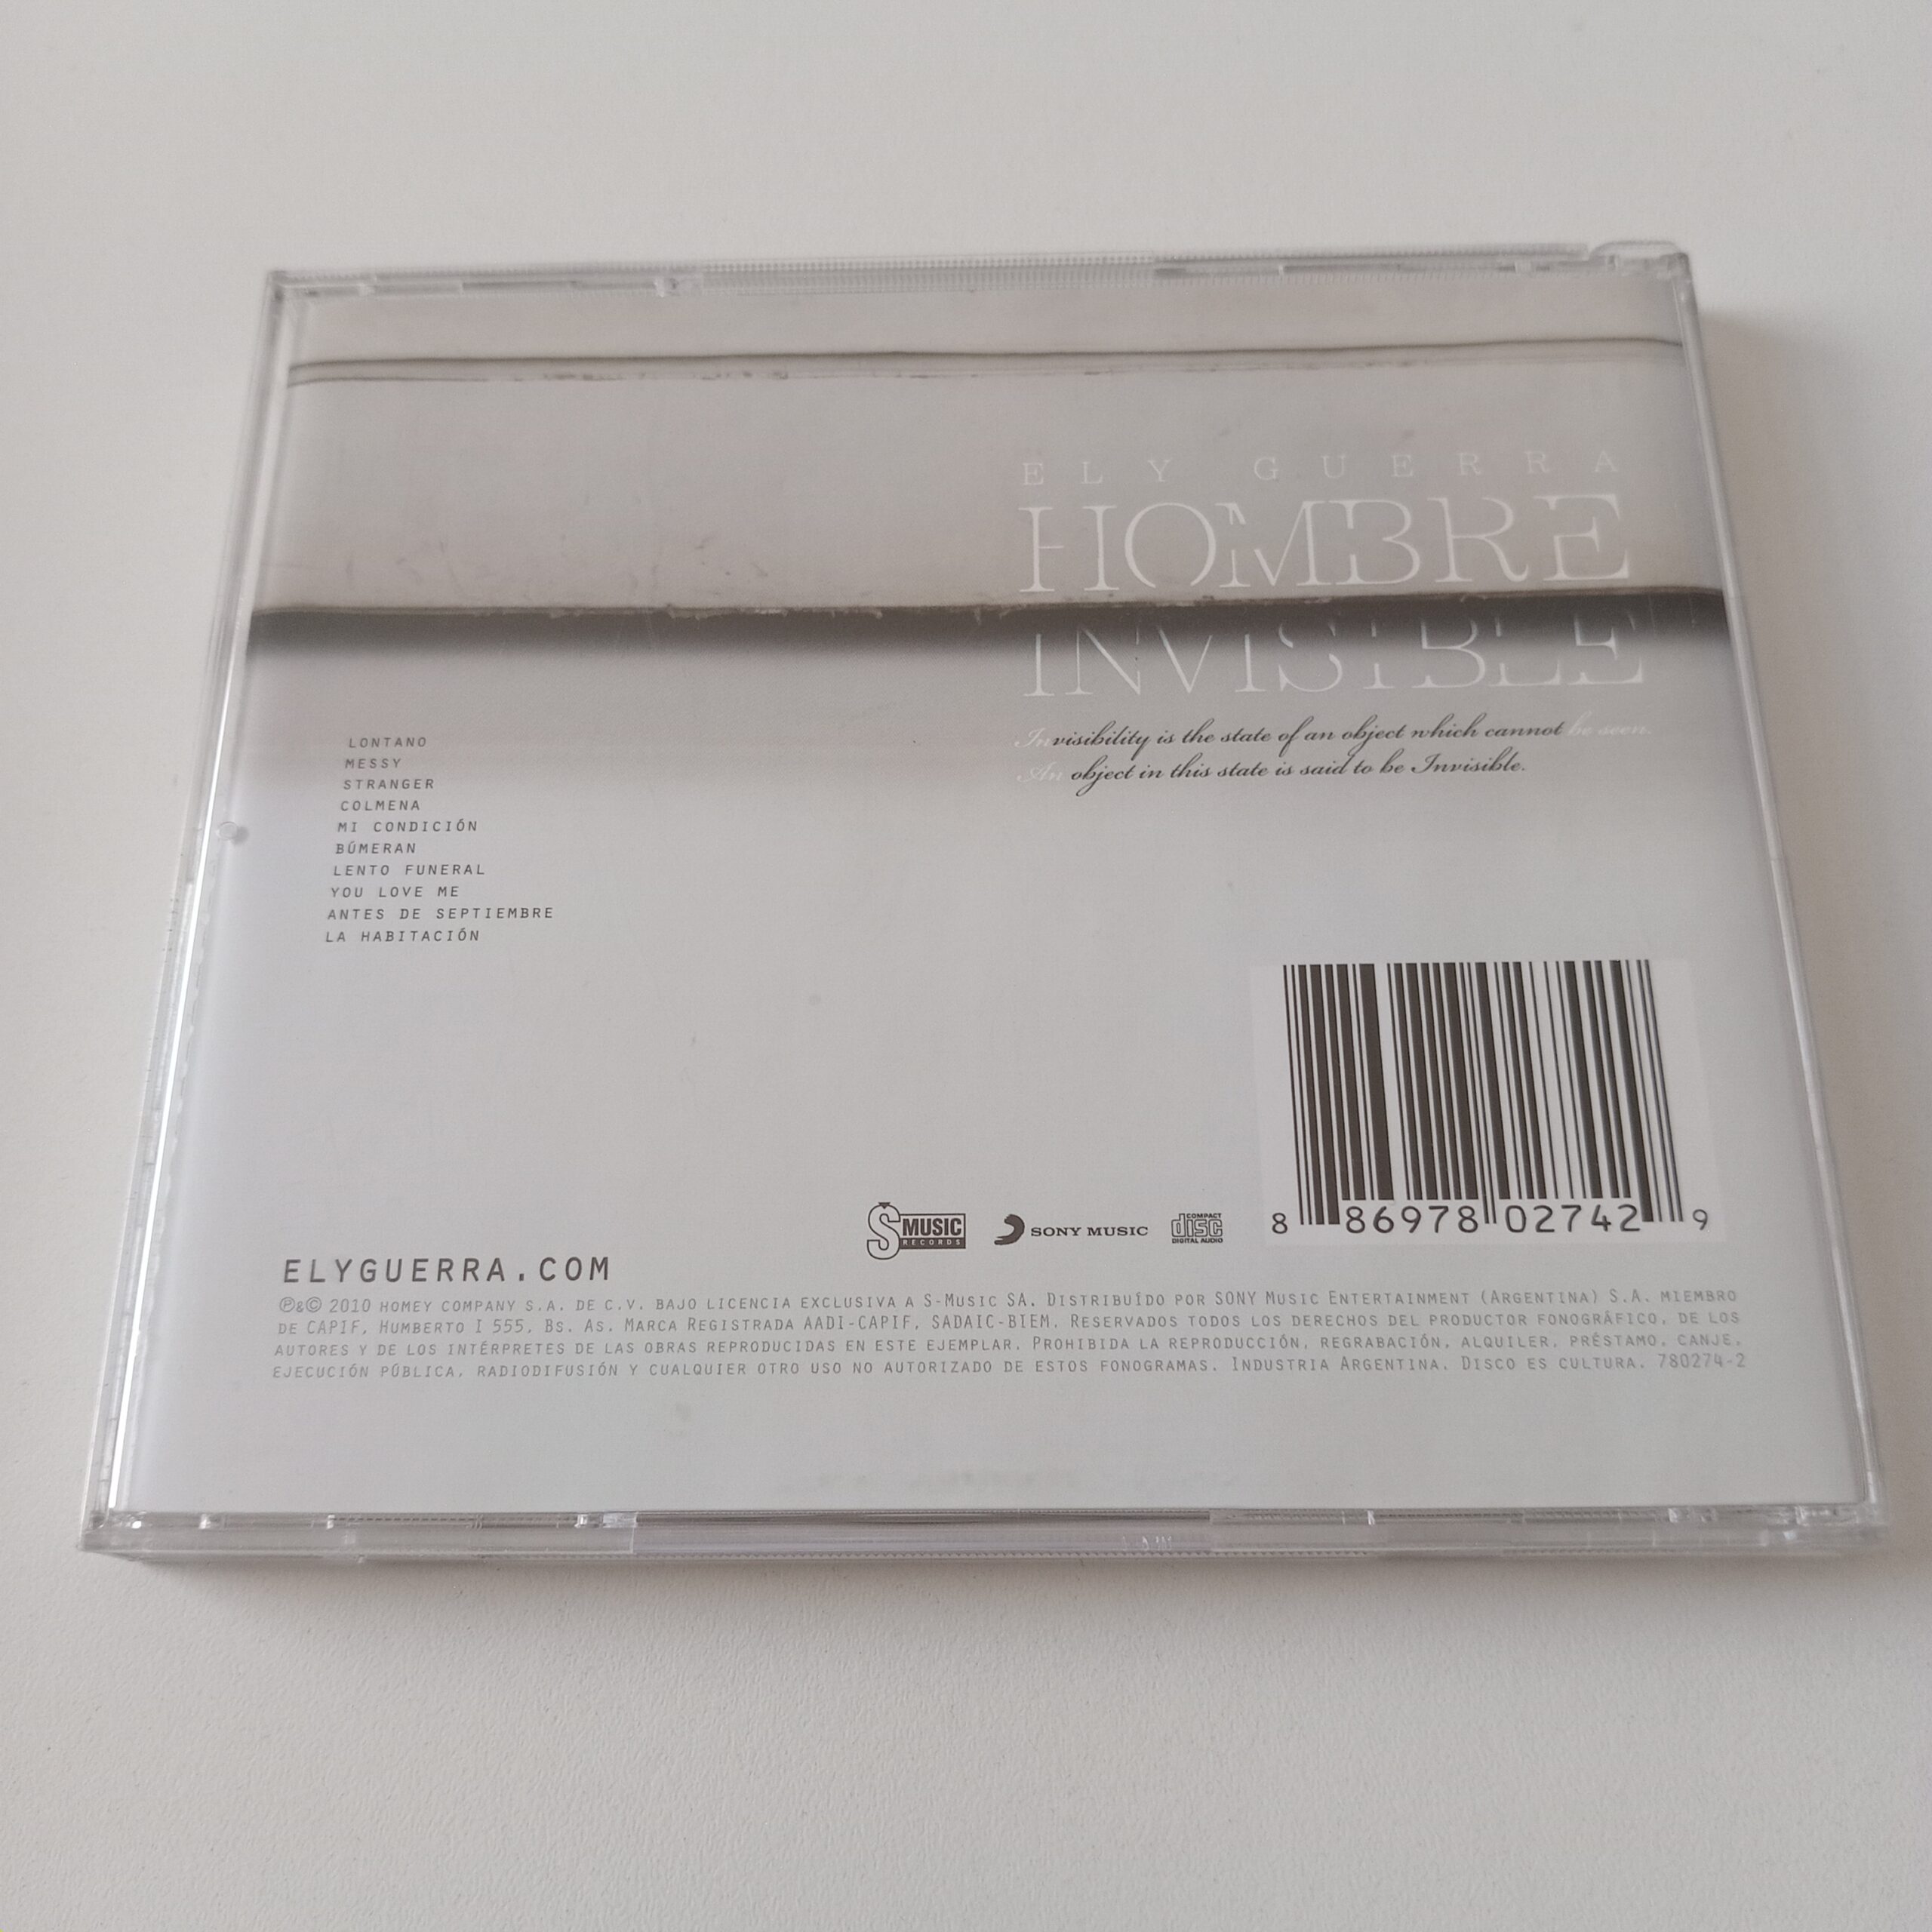 ELY GUERRA
HOMBRE
INVISIBLE
Invisibility is the state of an object which cannot be seen.
An object in this state is said to be Invisible.
LONTANO
MESSY
STRANGER
COLMENA
MI CONDICIÓN
BÚMERAN
LENTO FUNERAL
YOU LOVE ME
ANTES DE SEPTIEMBRE
LA HABITACIÓN
S MUSIC
RECORDS
SONY MUSIC
COMPACT
disc
DIGITAL AUDIO
8 86978 02742 9
ELYGUERRA.COM
℗&© 2010 HOMEY COMPANY S.A. DE C.V. BAJO LICENCIA EXCLUSIVA A S-MUSIC SA. DISTRIBUÍDO POR SONY MUSIC ENTERTAINMENT (ARGENTINA) S.A. MIEMBRO
DE CAPIF, HUMBERTO I 555, BS. AS. MARCA REGISTRADA AADI-CAPIF, SADAIC-BIEM. RESERVADOS TODOS LOS DERECHOS DEL PRODUCTOR FONOGRÁFICO, DE LOS
AUTORES Y DE LOS INTÉRPRETES DE LAS OBRAS REPRODUCIDAS EN ESTE EJEMPLAR. PROHIBIDA LA REPRODUCCIÓN, REGRABACIÓN, ALQUILER, PRÉSTAMO, CANJE,
EJECUCIÓN PÚBLICA, RADIODIFUSIÓN Y CUALQUIER OTRO USO NO AUTORIZADO DE ESTOS FONOGRAMAS. INDUSTRIA ARGENTINA. DISCO ES CULTURA. 780274-2